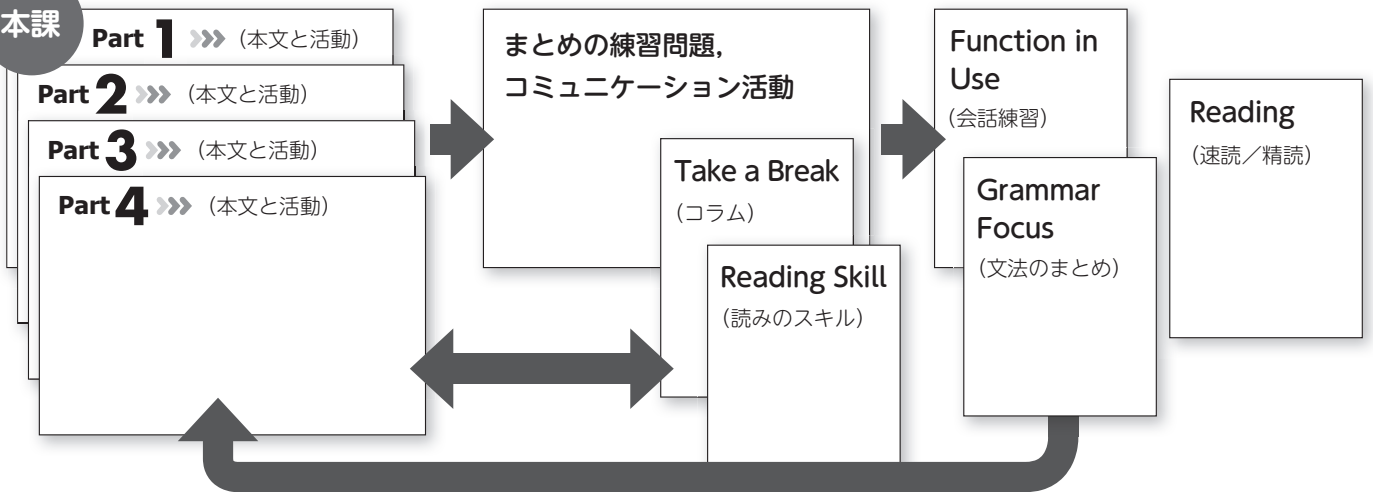 本課
Part 1 >>> (本文と活動)
Part 2 >>> (本文と活動)
Part 3 >>> (本文と活動)
Part 4 >>> (本文と活動)
まとめの練習問題,
コミュニケーション活動
Take a Break
(コラム)
Reading Skill
(読みのスキル)
Function in
Use
(会話練習)
Grammar
Focus
(文法のまとめ)
Reading
(速読/精読)